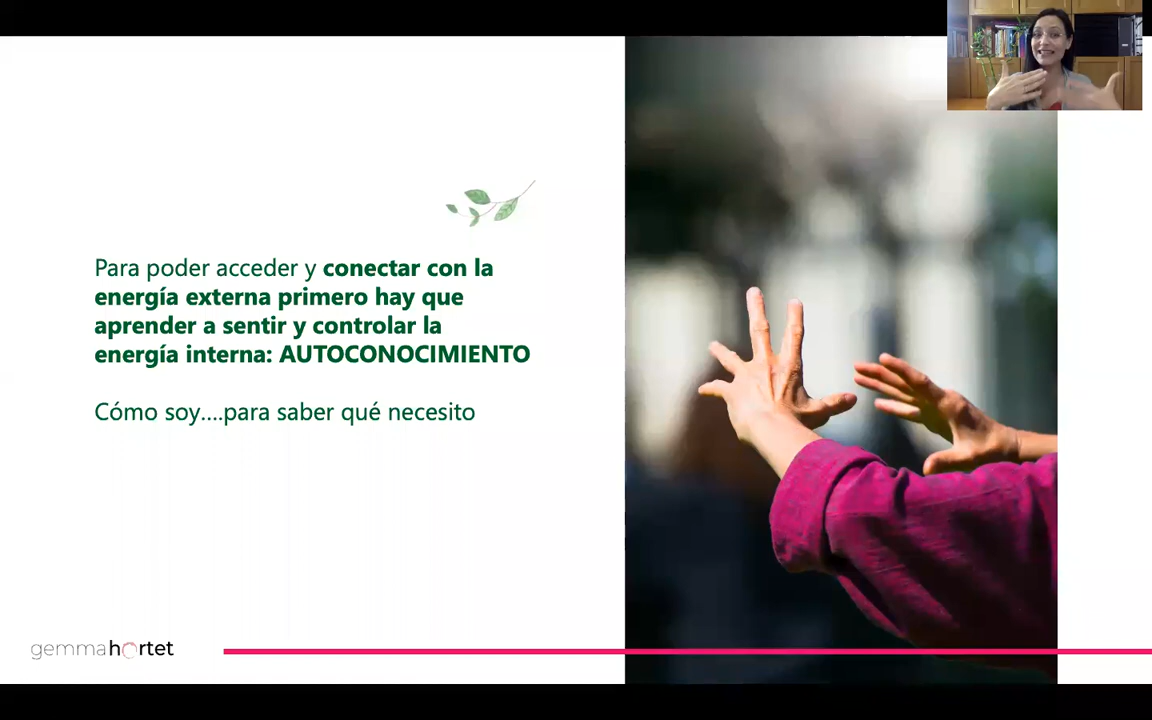 Para poder acceder y conectar con la
energía externa primero hay que
aprender a sentir y controlar la
energía interna: AUTOCONOCIMIENTO
Cómo soy....para saber qué necesito
gemmahortet